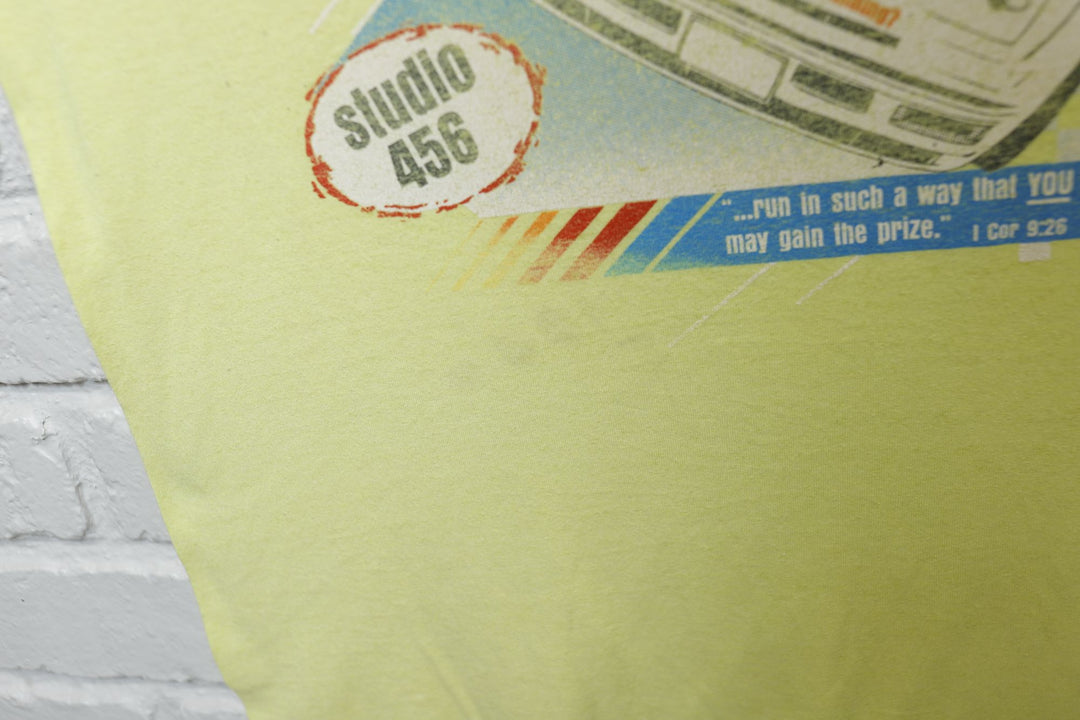 studio
456
"...run in such a way that YOU
may gain the prize."
1 Cor 9:26